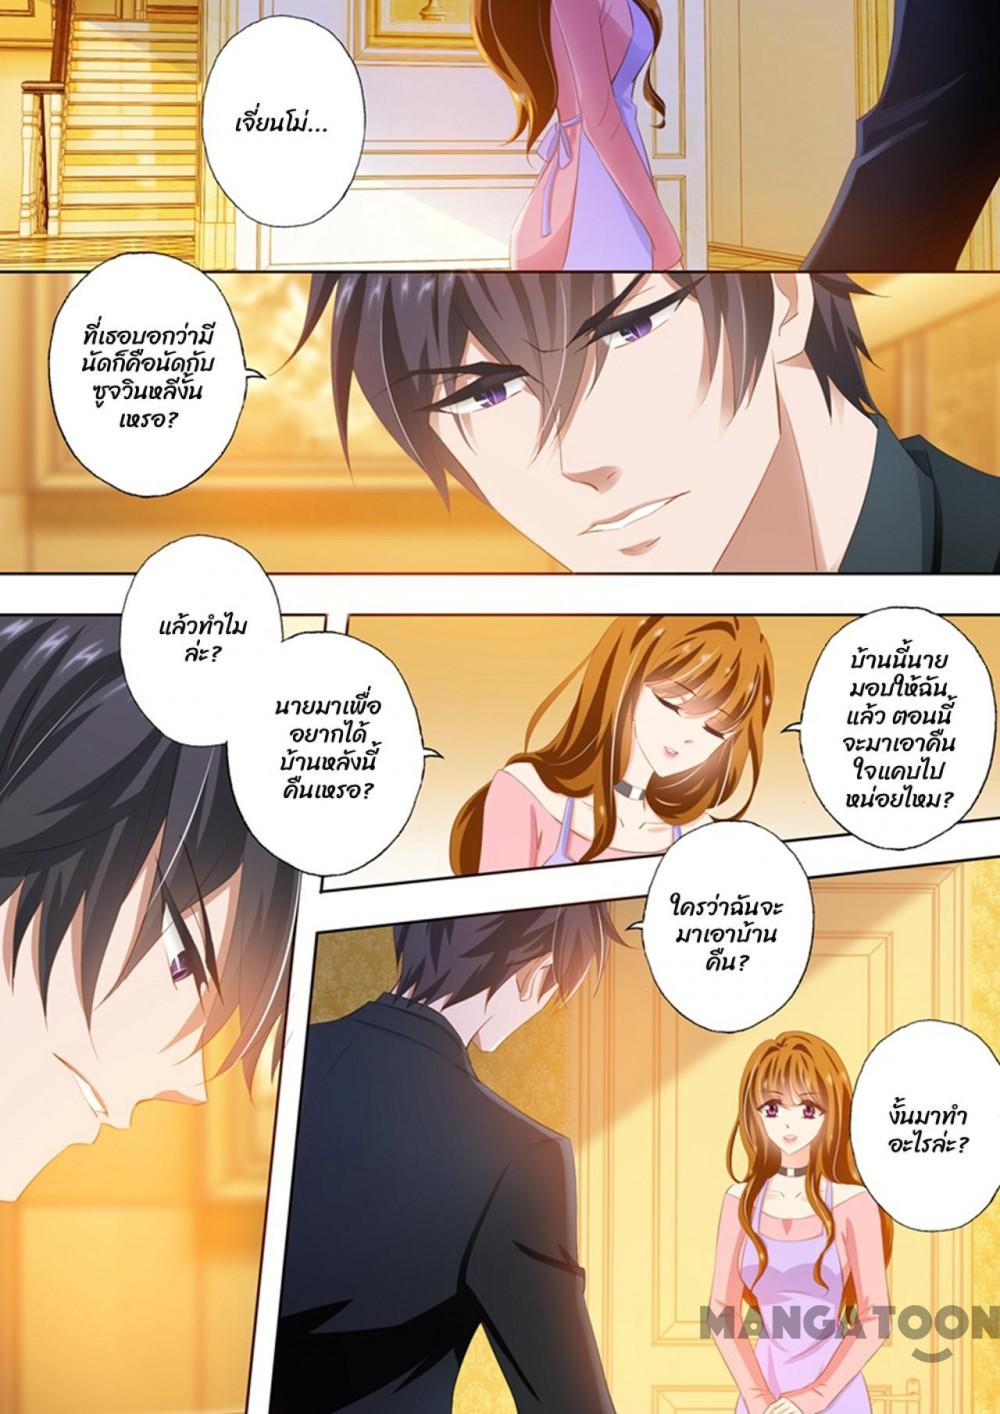 เจี่ยนโม่...
ที่เธอบอกว่ามี
นัดก็คือนัดกับ
ซูจวินหลีงั้น
เหรอ?
แล้วทำไม
ล่ะ?
นายมาเพื่อ
อยากได้
บ้านหลังนี้
คืนเหรอ?
บ้านนี้นาย
มอบให้ฉัน
แล้ว ตอนนี้
จะมาเอาคืน
ใจแคบไป
หน่อยไหม?
ใครว่าฉันจะ
มาเอาบ้าน
คืน?
งั้นมาทำ
อะไรล่ะ?
MANGATOON